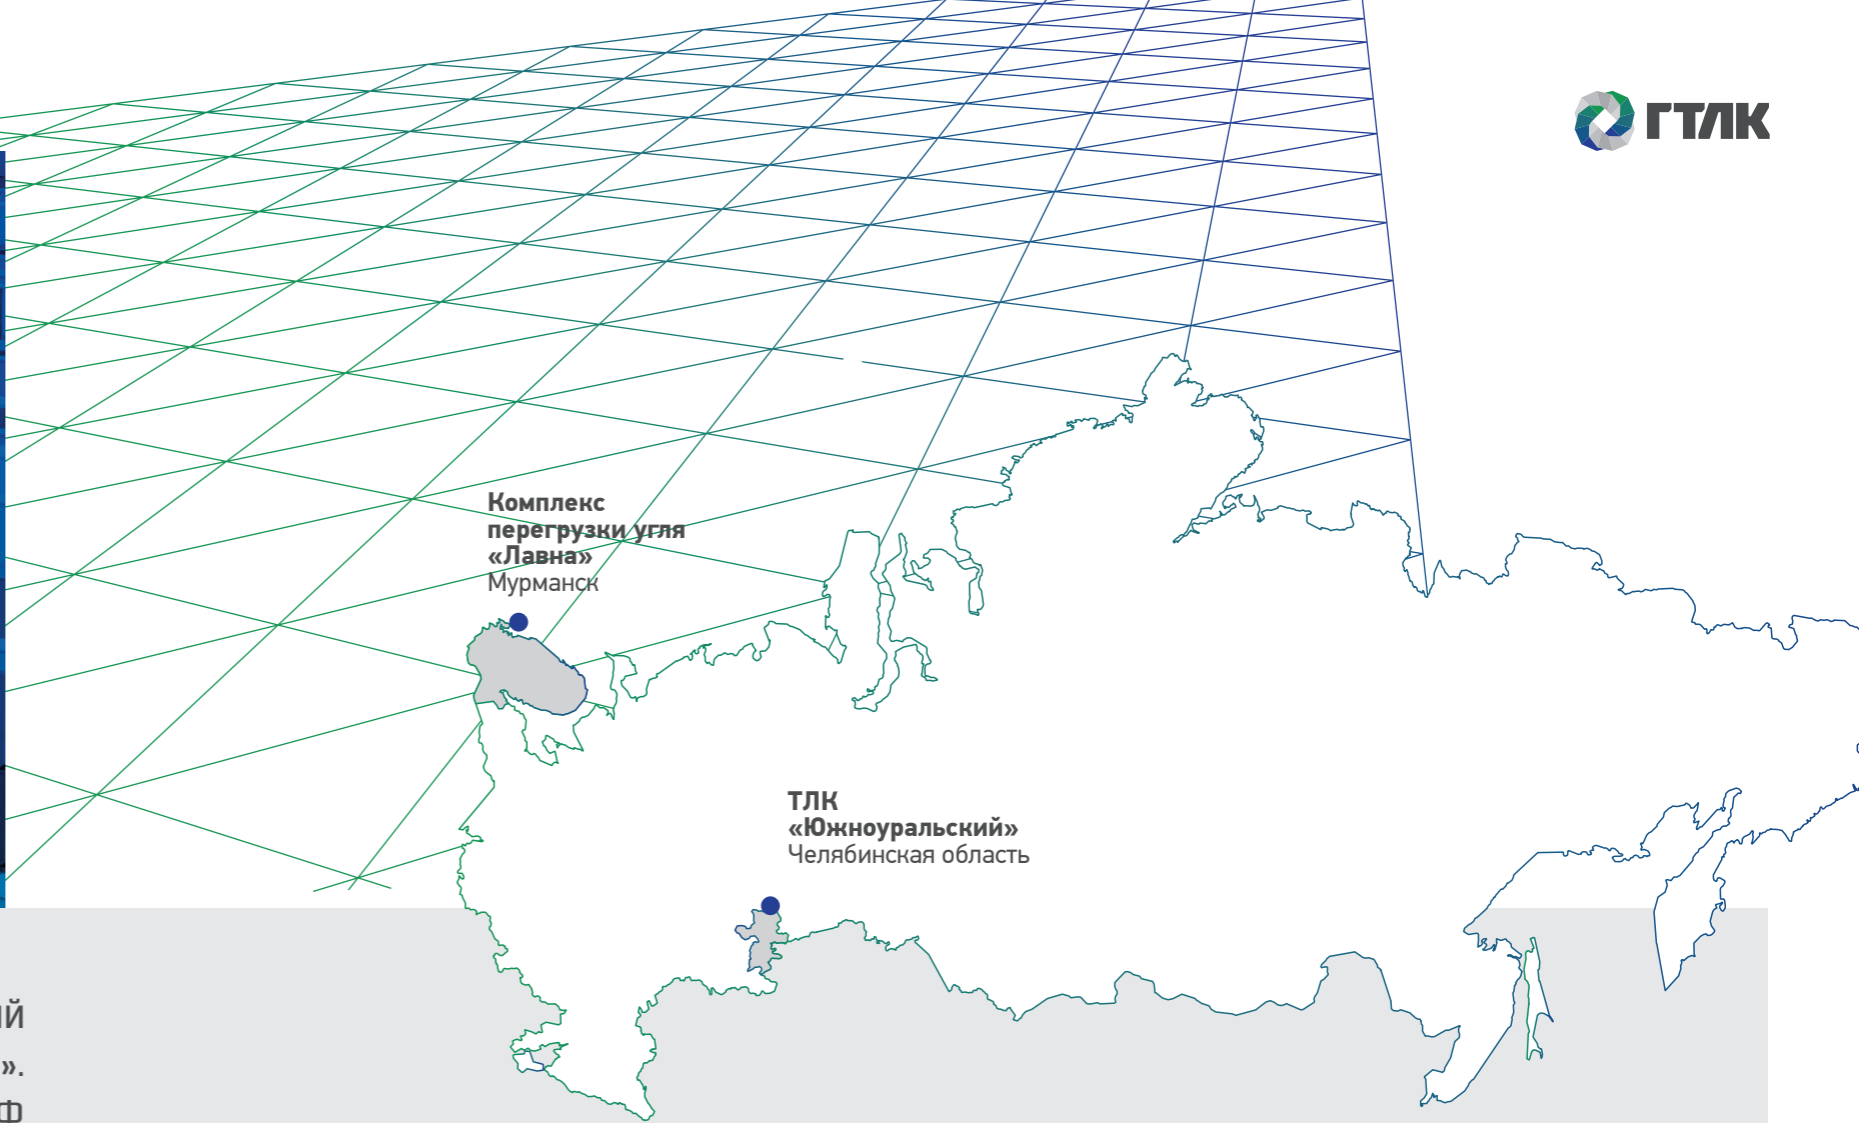 ГТЛК
Комплекс
перегрузки угля
«Лавна»
Мурманск
ТЛК
«Южноуральский»
Челябинская область
».